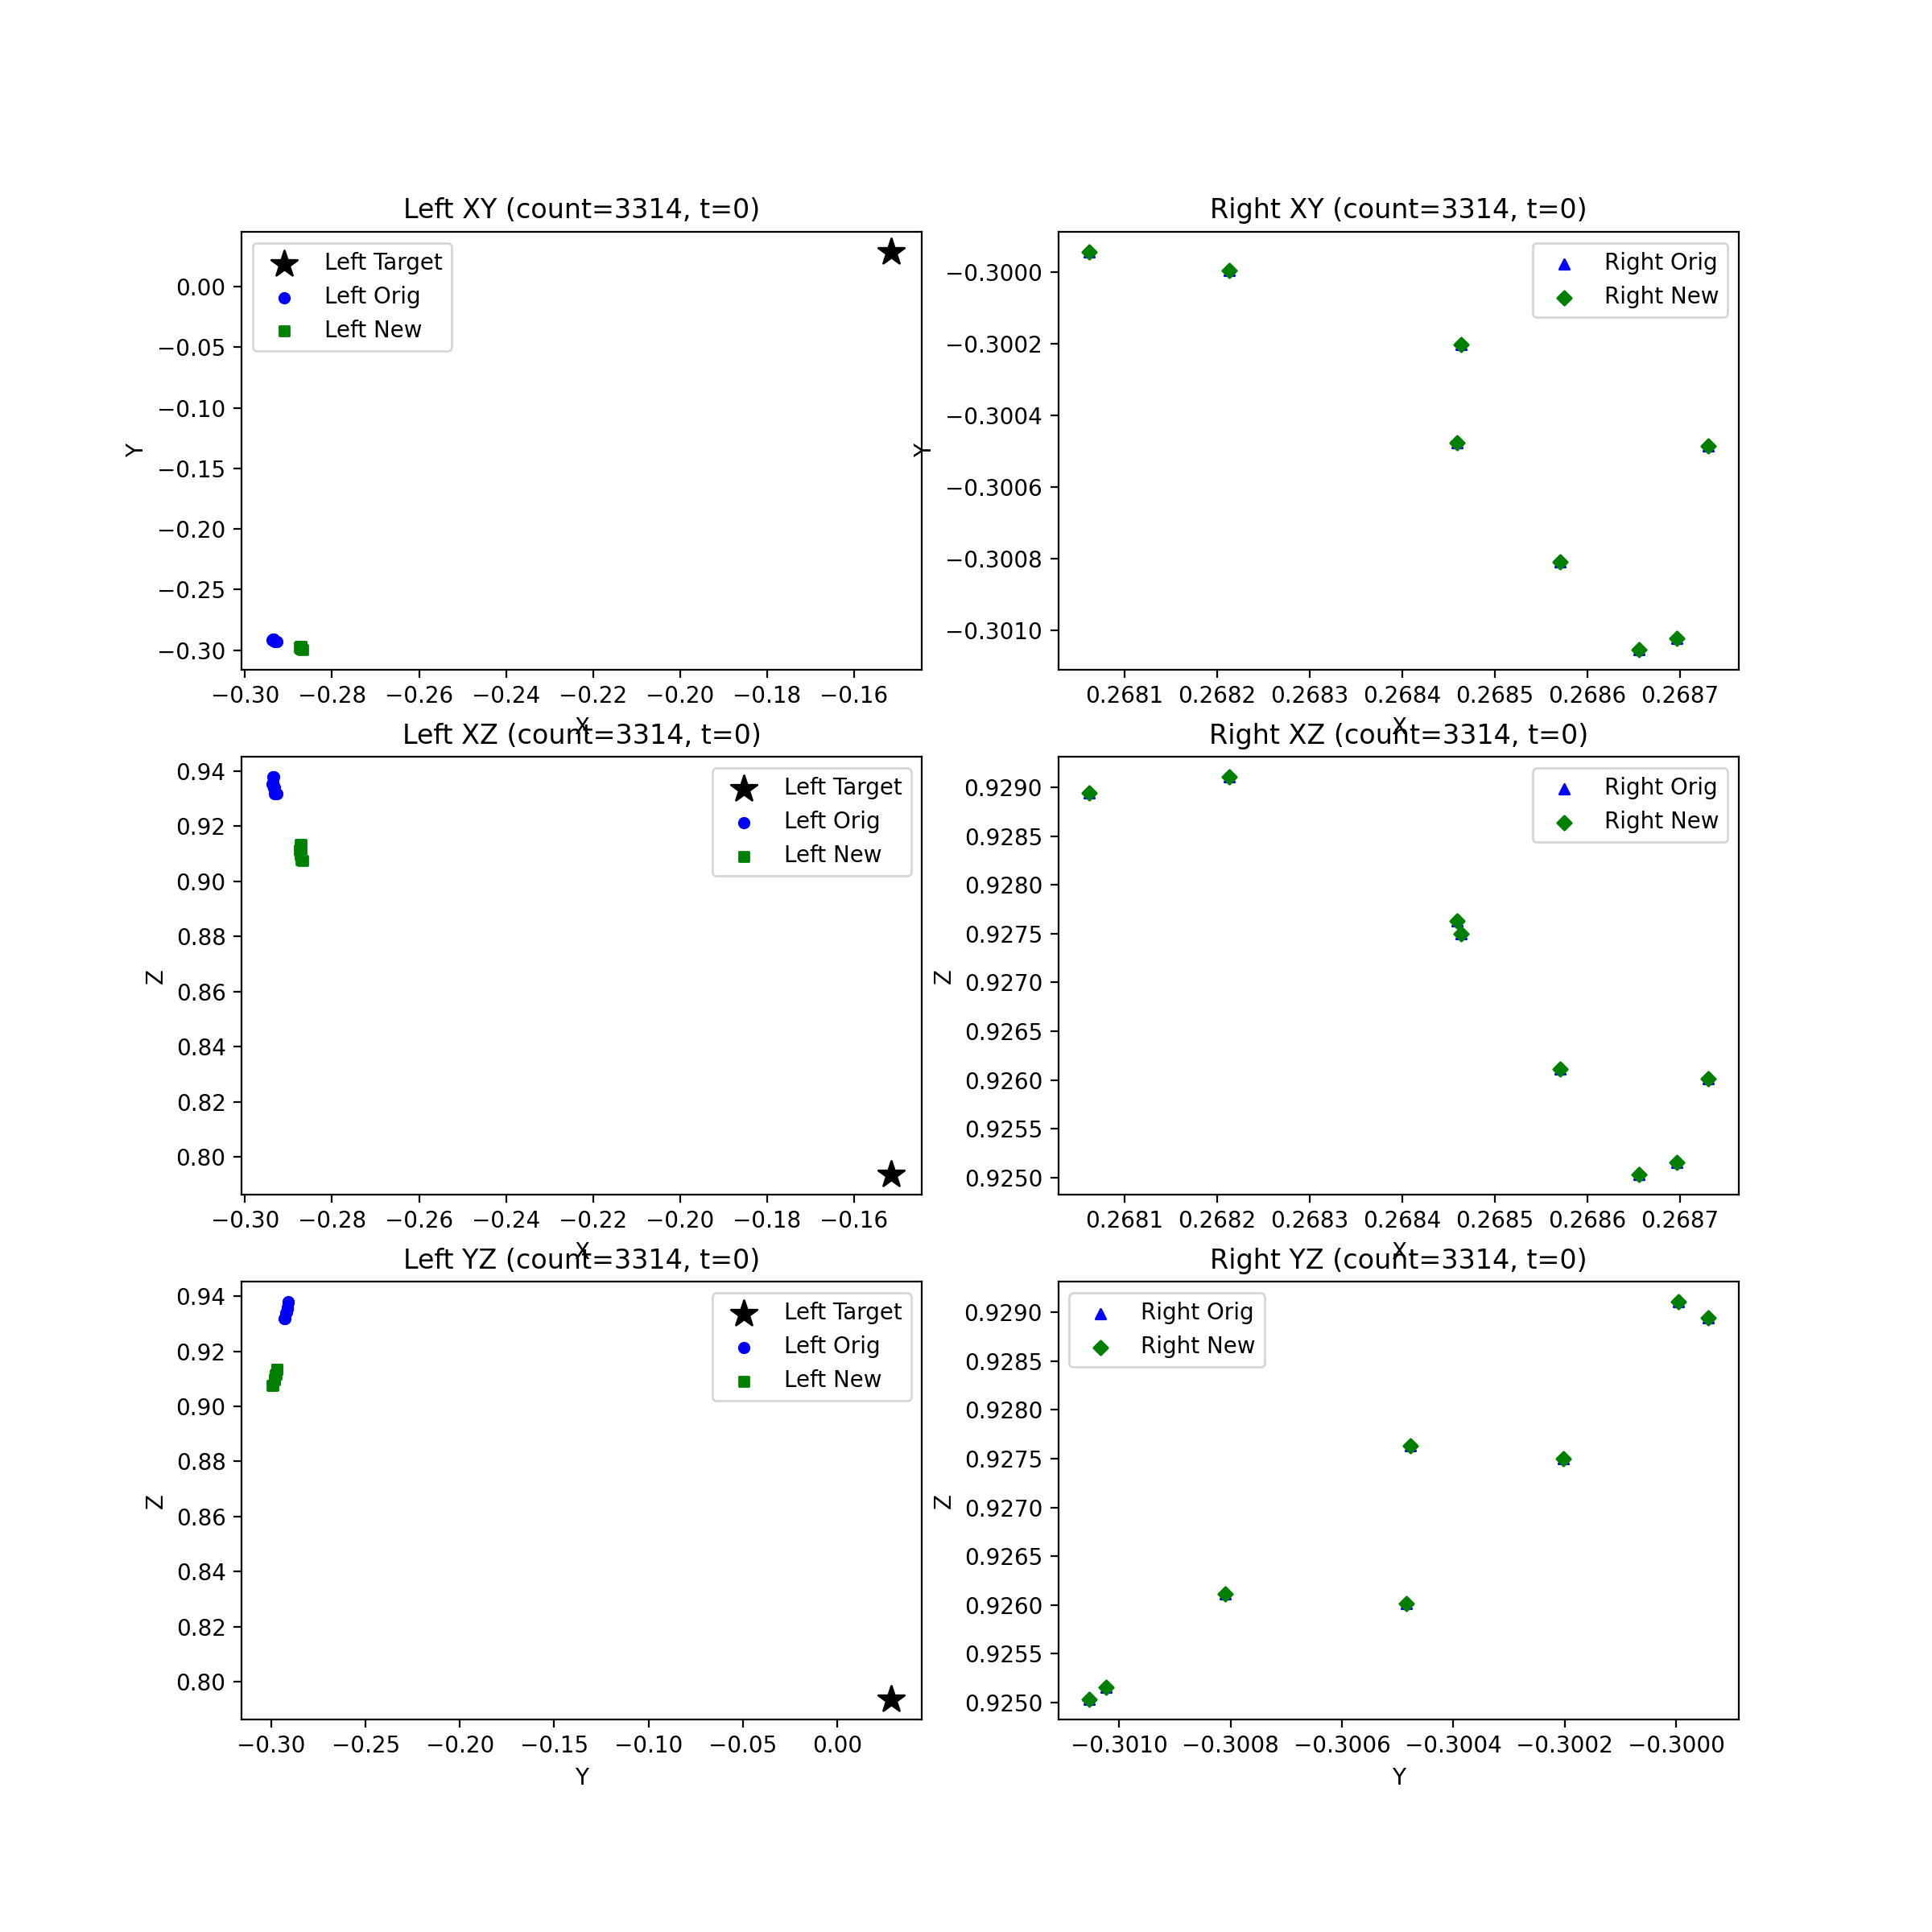 Left XY (count=3314, t=0)
Left Target
Left Orig
Left New
0.00
−0.05
−0.10
−0.15
−0.20
−0.25
−0.30
Y
−0.30 −0.28 −0.26 −0.24 −0.22 −0.20 −0.18 −0.16
X
Right XY (count=3314, t=0)
Right Orig
Right New
−0.3000
−0.3002
−0.3004
−0.3006
−0.3008
−0.3010
Y
0.2681 0.2682 0.2683 0.2684 0.2685 0.2686 0.2687
X
Left XZ (count=3314, t=0)
Left Target
Left Orig
Left New
0.94
0.92
0.90
0.88
0.86
0.84
0.82
0.80
Z
−0.30 −0.28 −0.26 −0.24 −0.22 −0.20 −0.18 −0.16
X
Right XZ (count=3314, t=0)
Right Orig
Right New
0.9290
0.9285
0.9280
0.9275
0.9270
0.9265
0.9260
0.9255
0.9250
Z
0.2681 0.2682 0.2683 0.2684 0.2685 0.2686 0.2687
X
Left YZ (count=3314, t=0)
Left Target
Left Orig
Left New
0.94
0.92
0.90
0.88
0.86
0.84
0.82
0.80
Z
−0.30 −0.25 −0.20 −0.15 −0.10 −0.05 0.00
Y
Right YZ (count=3314, t=0)
Right Orig
Right New
0.9290
0.9285
0.9280
0.9275
0.9270
0.9265
0.9260
0.9255
0.9250
Z
−0.3010 −0.3008 −0.3006 −0.3004 −0.3002 −0.3000
Y